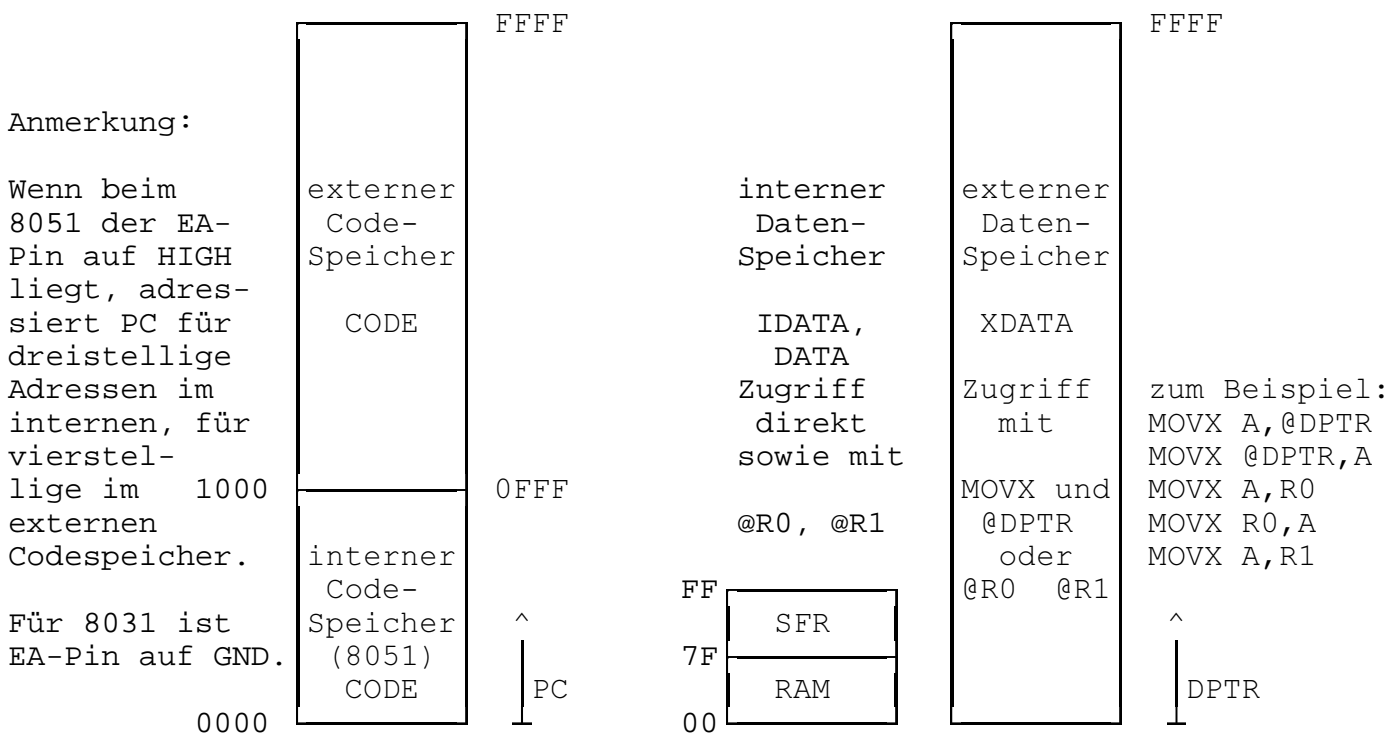 FFFF FFFF
Anmerkung:
Wenn beim externer interner externer
8051 der EA- Code- Daten- Daten-
Pin auf HIGH Speicher Speicher Speicher
liegt, adres-
siert PC für CODE IDATA, XDATA
dreistellige DATA
Adressen im Zugriff Zugriff zum Beispiel:
internen, für direkt mit MOVX A,@DPTR
vierstel- sowie mit MOVX @DPTR,A
lige im 1000 0FFF MOVX und MOVX A,R0
externen @R0, @R1 @DPTR MOVX R0,A
Codespeicher. interner oder MOVX A,R1
Code- FF @R0 @R1
Für 8031 ist Speicher ^ SFR ^
EA-Pin auf GND. (8051) 7F
CODE PC RAM DPTR
0000 00